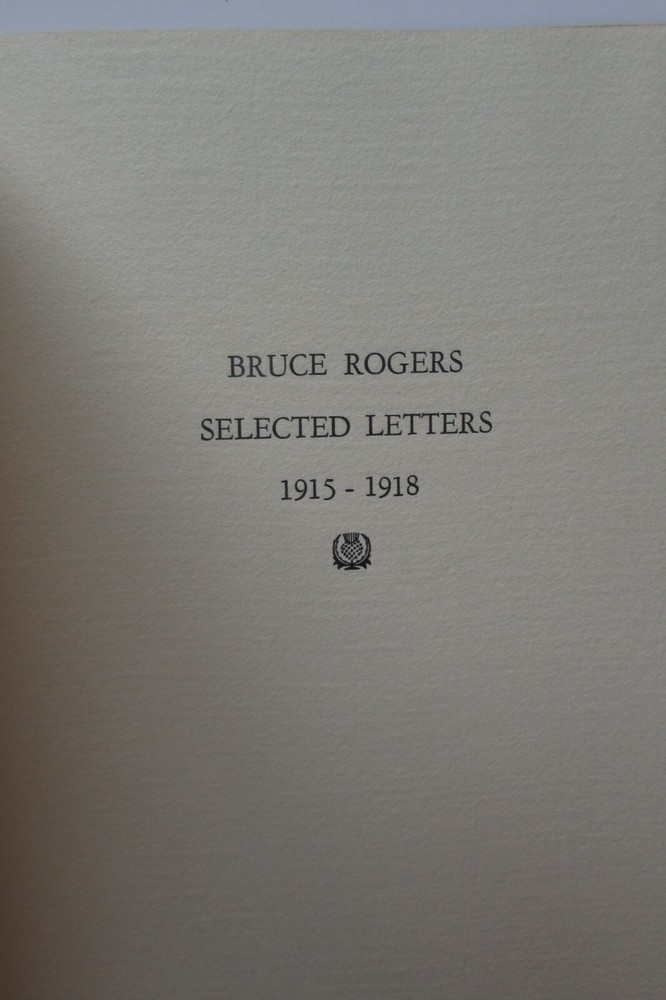 BRUCE ROGERS
SELECTED LETTERS
1915 - 1918